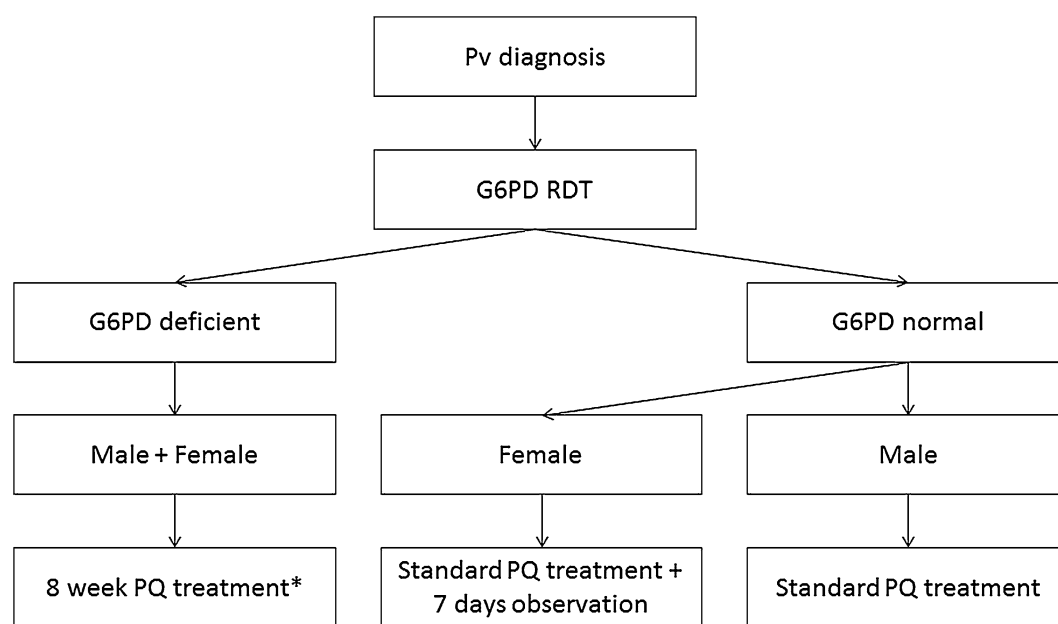 Pv diagnosis
G6PD RDT
G6PD deficient
G6PD normal
Male + Female
Female
Male
8 week PQ treatment*
Standard PQ treatment +
7 days observation
Standard PQ treatment